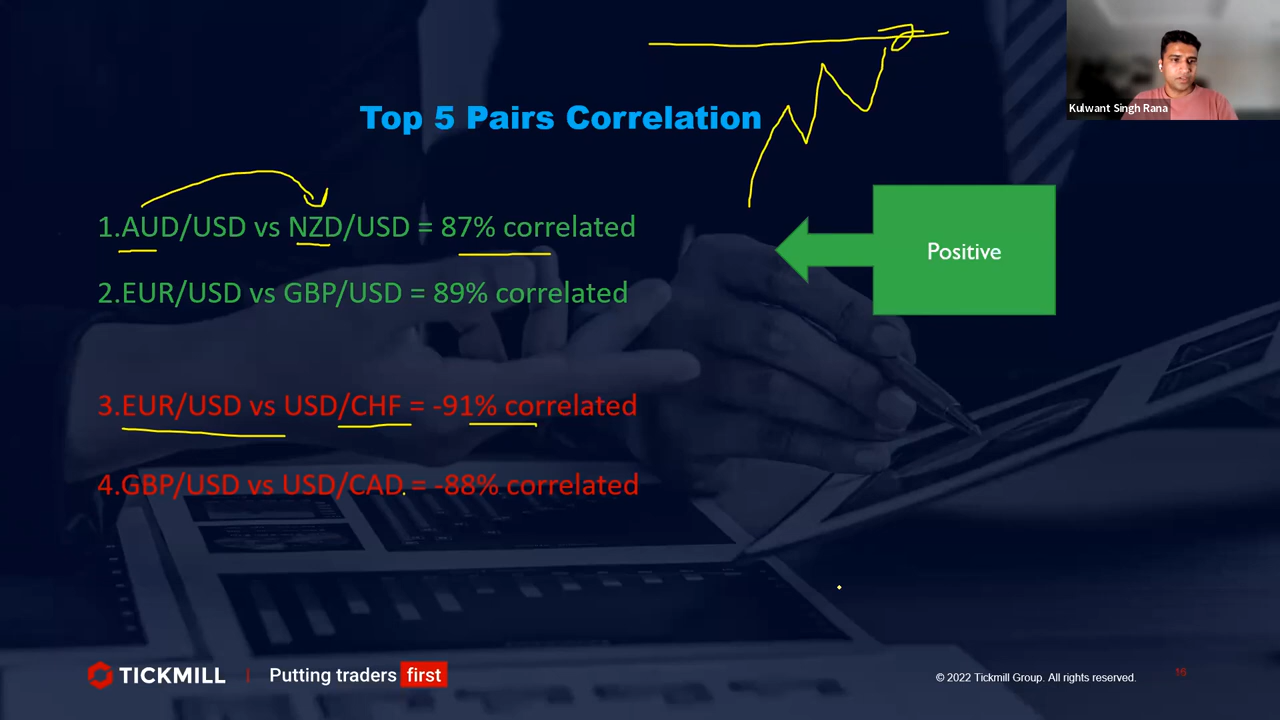 Kulwant Singh Rana
Top 5 Pairs Correlation
1.AUD/USD vs NZD/USD = 87% correlated
Positive
2.EUR/USD vs GBP/USD = 89% correlated
3.EUR/USD vs USD/CHF = -91% correlated
4.GBP/USD vs USD/CAD = -88% correlated
TICKMILL | Putting traders first
© 2022 Tickmill Group. All rights reserved.
16